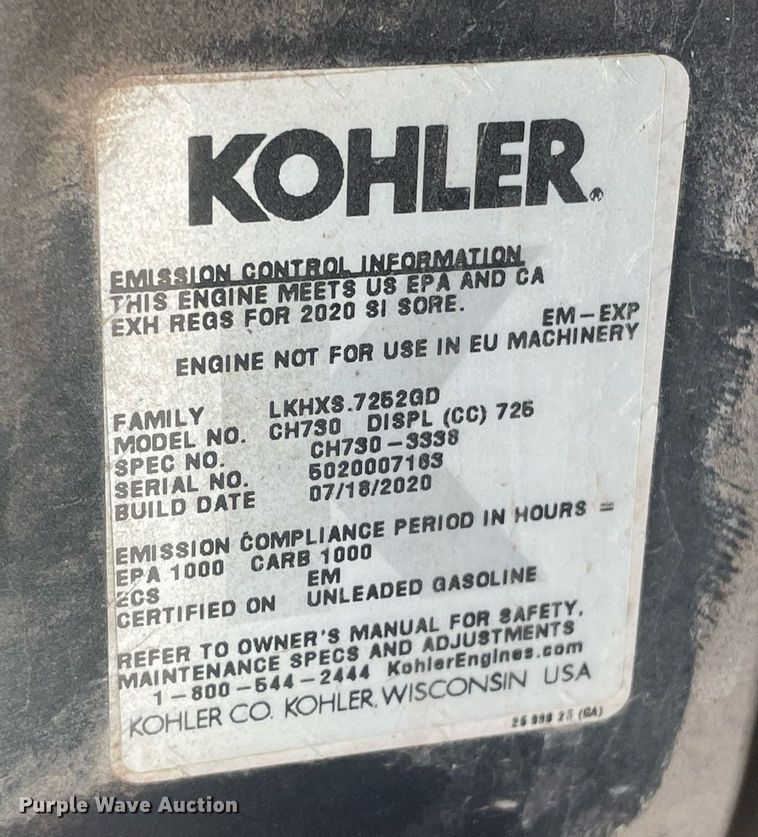 KOHLER.
EMISSION CONTROL INFORMATION
THIS ENGINE MEETS US EPA AND CA
EXH REGS FOR 2020 SI SORE.
EM-EXP
ENGINE NOT FOR USE IN EU MACHINERY
FAMILY LKHXS.7252GD
MODEL NO. CH730 DISPL (CC) 725
SPEC NO. CH730-3338
SERIAL NO. 5020007163
BUILD DATE 07/18/2020
EMISSION COMPLIANCE PERIOD IN HOURS =
EPA 1000 CARB 1000
ECS EM
CERTIFIED ON UNLEADED GASOLINE
REFER TO OWNER'S MANUAL FOR SAFETY,
MAINTENANCE SPECS AND ADJUSTMENTS
1-800-544-2444 KohlerEngines.com
KOHLER CO. KOHLER, WISCONSIN USA
(GA)
Purple Wave Auction